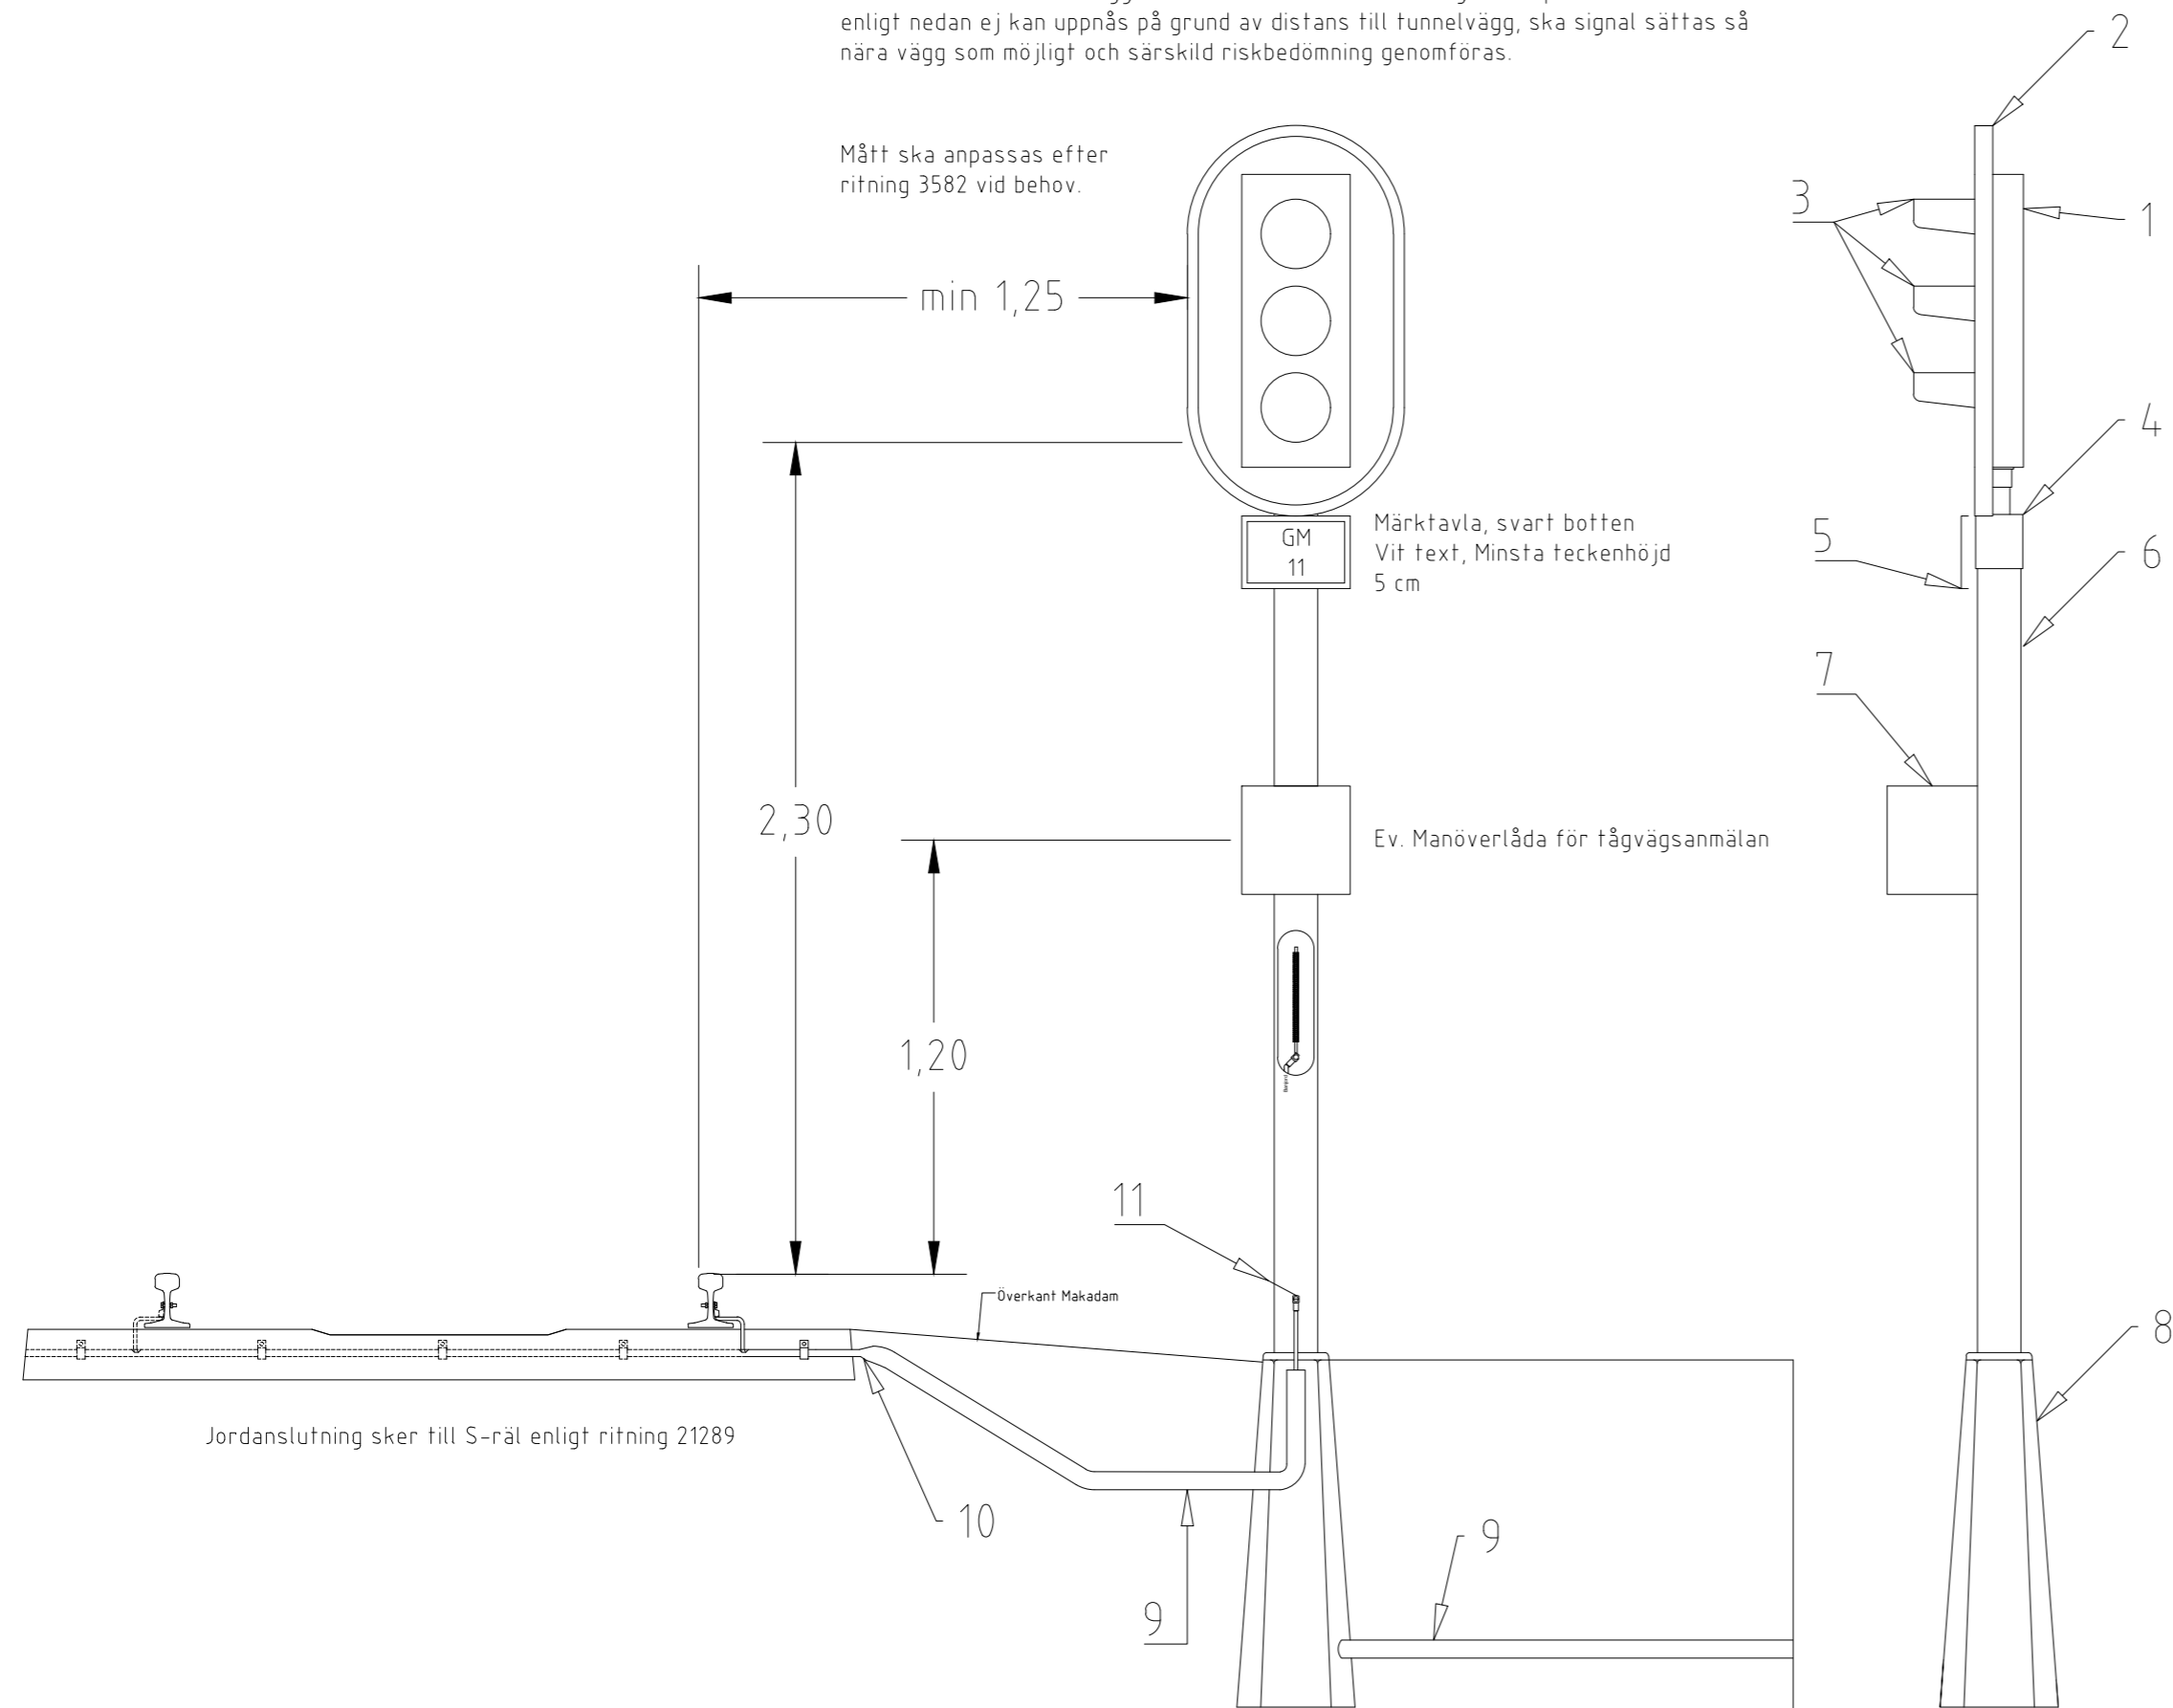 enligt nedan ej kan uppnås på grund av distans till tunnelvägg, ska signal sättas så
nära vägg som möjligt och särskild riskbedömning genomföras.
2
Mått ska anpassas efter
ritning 3582 vid behov.
3
1
min 1,25
4
GM
11
Märktavla, svart botten
Vit text, Minsta teckenhöjd
5 cm
5
6
7
2,30
Ev. Manöverlåda för tågvägsanmälan
1,20
11
Överkant Makadam
8
Jordanslutning sker till S-räl enligt ritning 21289
10
9
9